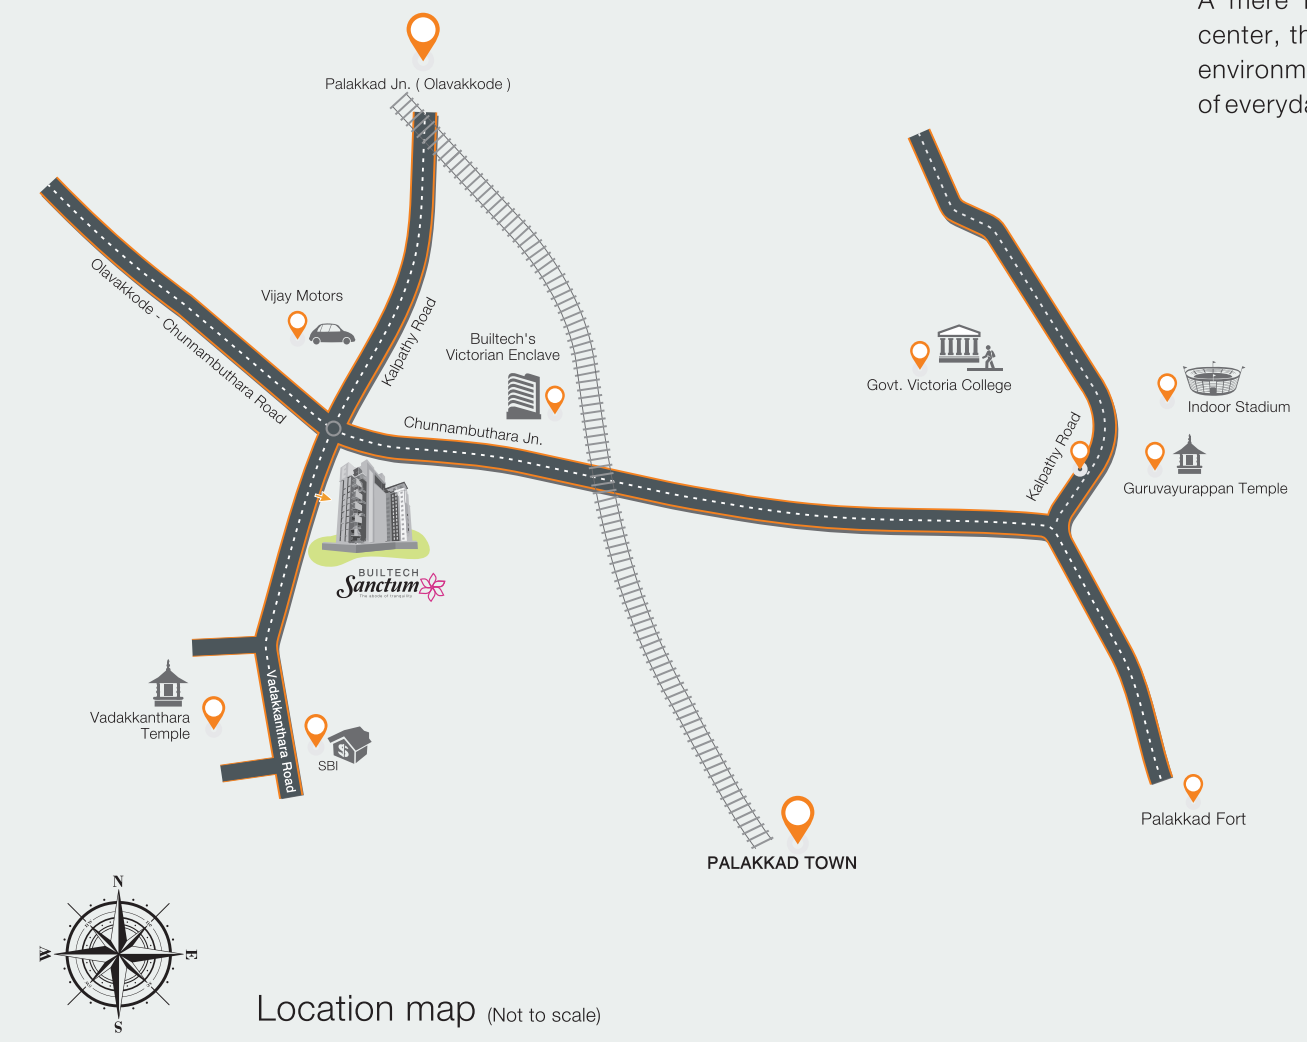 A mere
center, th
environm
of everyda
Palakkad Jn. ( Olavakkode )
Olavakkode - Chunnambuthara Road
Vijay Motors
Kalpathy Road
Builtech's
Victorian Enclave
Chunnambuthara Jn.
Govt. Victoria College
Indoor Stadium
Kalpathy Road
Guruvayurappan Temple
BUILTECH
Sanctum
Vadakkanthara
Temple
Vadakkanthara Road
SBI
Palakkad Fort
PALAKKAD TOWN
N
W
E
S
Location map (Not to scale)